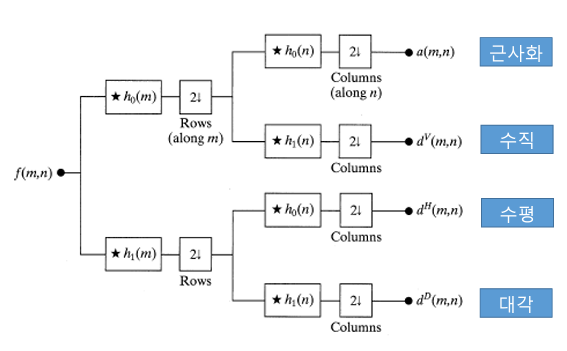 ★ h₀(n)
2↓
a(m,n)
근사화
Columns
(along n)
★ h₀(m)
2↓
Rows
(along m)
★ h₁(n)
2↓
dⱽ(m,n)
수직
Columns
f(m,n)
★ h₀(n)
2↓
dᴴ(m,n)
수평
Columns
★ h₁(m)
2↓
Rows
★ h₁(n)
2↓
dᴰ(m,n)
대각
Columns